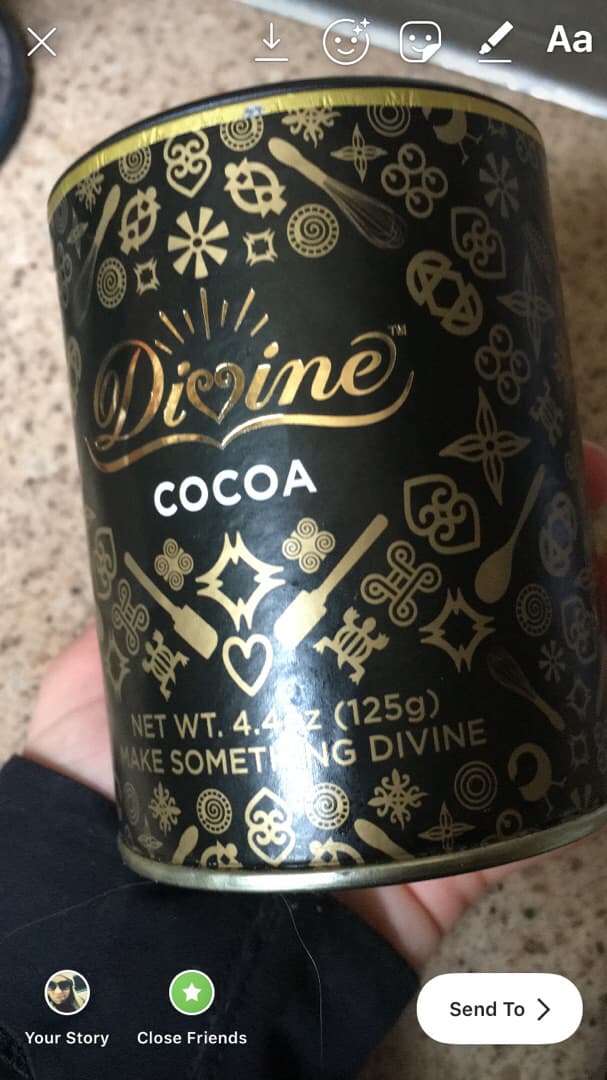 Aa
Divine™
COCOA
NET WT. (125g)
MAKE DIVINE
Your Story
Close Friends
Send To